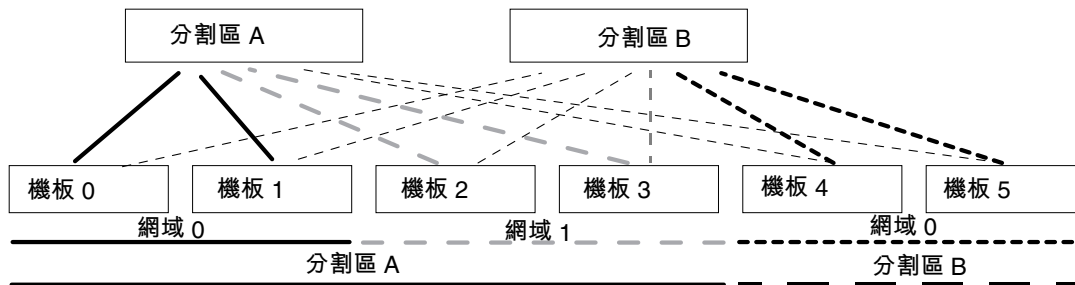 分割區 A
分割區 B
機板 0
機板 1
機板 2
機板 3
機板 4
機板 5
網域 0
網域 1
網域 0
分割區 A
分割區 B